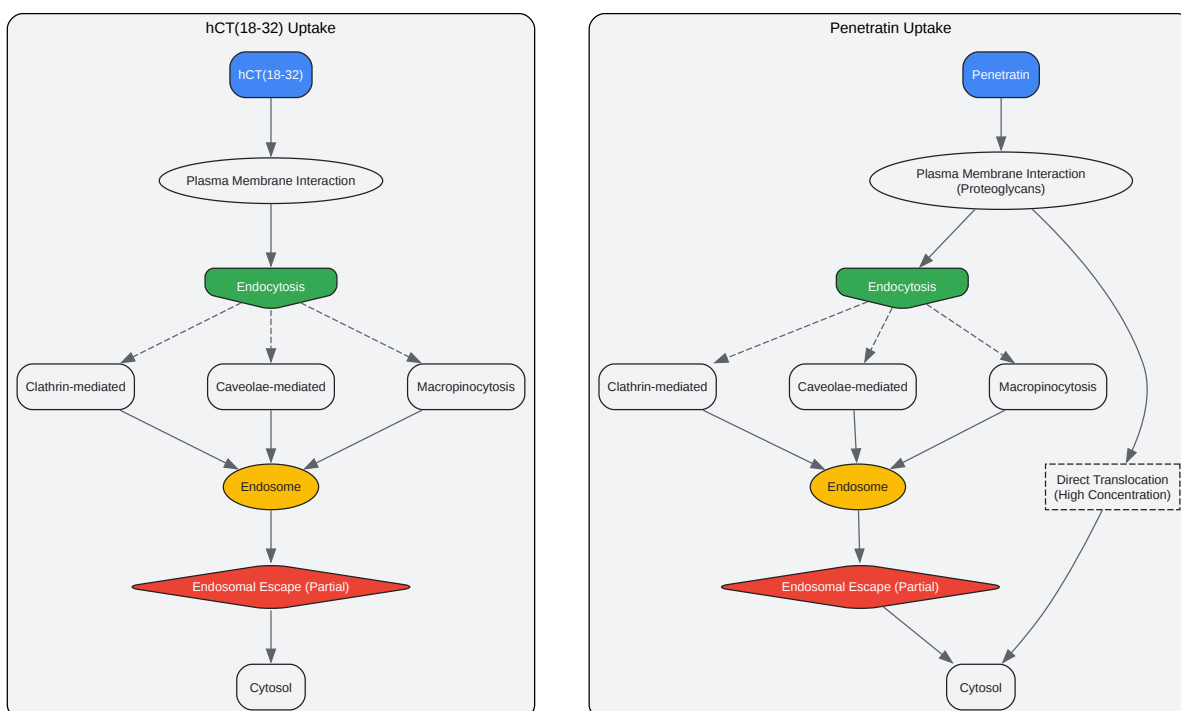 hCT(18-32) Uptake
hCT(18-32)
Plasma Membrane Interaction
Endocytosis
Clathrin-mediated
Caveolae-mediated
Macropinocytosis
Endosome
Endosomal Escape (Partial)
Cytosol
Penetratin Uptake
Penetratin
Plasma Membrane Interaction
(Proteoglycans)
Endocytosis
Clathrin-mediated
Caveolae-mediated
Macropinocytosis
Endosome
Direct Translocation
(High Concentration)
Endosomal Escape (Partial)
Cytosol